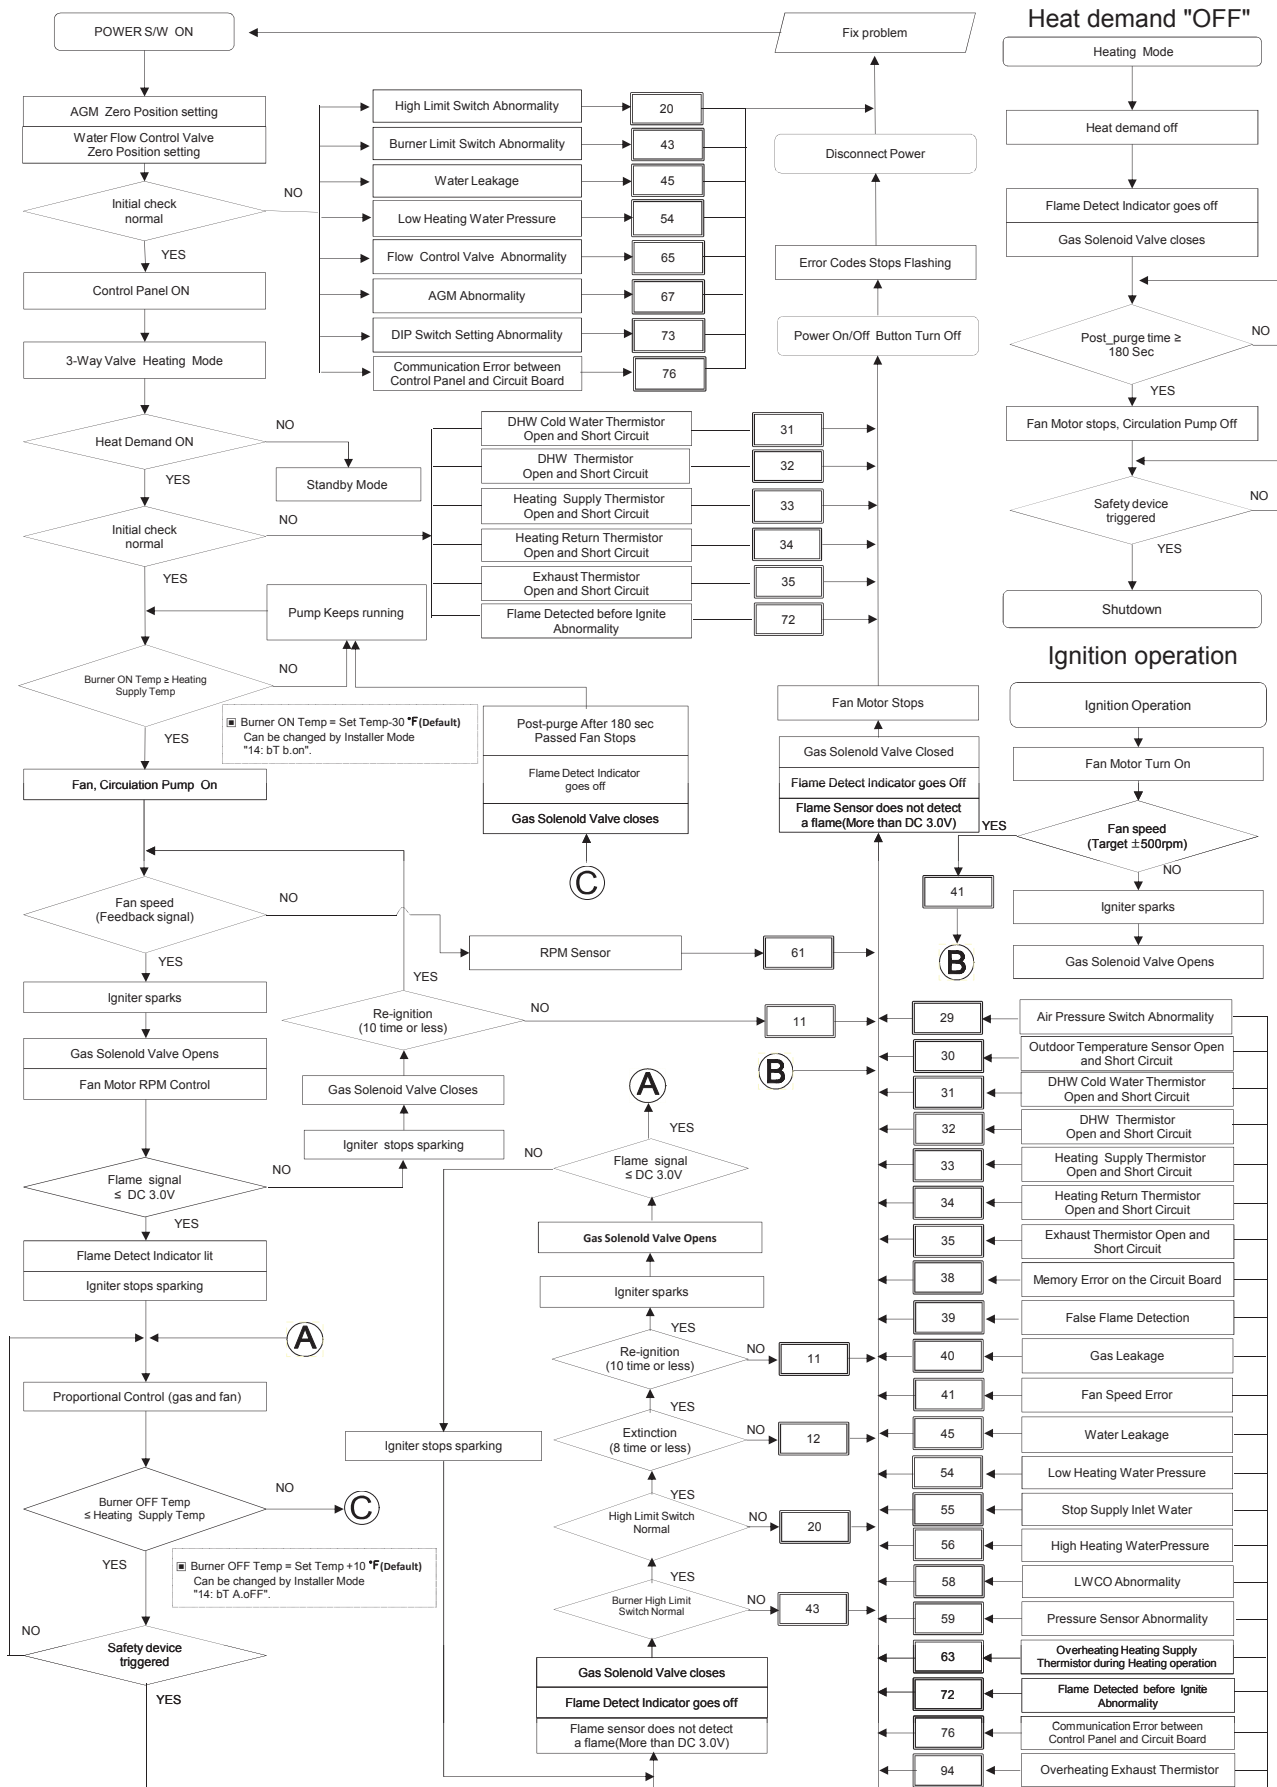 POWER S/W ON
AGM Zero Position setting
Water Flow Control Valve
Zero Position setting
Initial check
normal
NO
YES
Control Panel ON
3-Way Valve Heating Mode
Heat Demand ON
NO
YES
Standby Mode
Initial check
normal
NO
YES
Pump Keeps running
Burner ON Temp ≥ Heating
Supply Temp
NO
YES
▣ Burner ON Temp = Set Temp-30 °F(Default)
Can be changed by Installer Mode
"14: bT b.on".
Fan, Circulation Pump On
Fan speed
(Feedback signal)
NO
YES
Igniter sparks
Gas Solenoid Valve Opens
Fan Motor RPM Control
Flame signal
≤ DC 3.0V
NO
YES
Flame Detect Indicator lit
Igniter stops sparking
A
Proportional Control (gas and fan)
Burner OFF Temp
≤ Heating Supply Temp
NO
C
YES
▣ Burner OFF Temp = Set Temp +10 °F(Default)
Can be changed by Installer Mode
"14: bT A.oFF".
Safety device
triggered
NO
YES
High Limit Switch Abnormality
20
Burner Limit Switch Abnormality
43
Water Leakage
45
Low Heating Water Pressure
54
Flow Control Valve Abnormality
65
AGM Abnormality
67
DIP Switch Setting Abnormality
73
Communication Error between
Control Panel and Circuit Board
76
DHW Cold Water Thermistor
Open and Short Circuit
31
DHW Thermistor
Open and Short Circuit
32
Heating Supply Thermistor
Open and Short Circuit
33
Heating Return Thermistor
Open and Short Circuit
34
Exhaust Thermistor
Open and Short Circuit
35
Flame Detected before Ignite
Abnormality
72
Post-purge After 180 sec
Passed Fan Stops
Flame Detect Indicator
goes off
Gas Solenold Valve closes
C
RPM Sensor
61
YES
Re-ignition
(10 time or less)
NO
11
Gas Solenoid Valve Closes
Igniter stops sparking
B
A
YES
Flame signal
≤ DC 3.0V
NO
Gas Solenold Valve Opens
Igniter sparks
YES
Re-ignition
(10 time or less)
NO
11
YES
Extinction
(8 time or less)
NO
12
Igniter stops sparking
YES
High Limit Switch
Normal
NO
20
YES
Burner High Limit
Switch Normal
NO
43
Gas Solenoid Valve closes
Flame Detect Indicator goes off
Flame sensor does not detect
a flame(More than DC 3.0V)
Fix problem
Disconnect Power
Error Codes Stops Flashing
Power On/Off Button Turn Off
Fan Motor Stops
Gas Solenoid Valve Closed
Flame Detect Indicator goes Off
Flame Sensor does not detect
a flame(More than DC 3.0V)
Heat demand "OFF"
Heating Mode
Heat demand off
Flame Detect Indicator goes off
Gas Solenoid Valve closes
Post_purge time ≥
180 Sec
NO
YES
Fan Motor stops, Circulation Pump Off
Safety device
triggered
NO
YES
Shutdown
Ignition operation
Ignition Operation
Fan Motor Turn On
YES
Fan speed
(Target ±500rpm)
NO
41
B
Igniter sparks
Gas Solenoid Valve Opens
29
Air Pressure Switch Abnormality
30
Outdoor Temperature Sensor Open
and Short Circuit
31
DHW Cold Water Thermistor
Open and Short Circuit
32
DHW Thermistor
Open and Short Circuit
33
Heating Supply Thermistor
Open and Short Circuit
34
Heating Return Thermistor
Open and Short Circuit
35
Exhaust Thermistor Open and
Short Circuit
38
Memory Error on the Circuit Board
39
False Flame Detection
40
Gas Leakage
41
Fan Speed Error
45
Water Leakage
54
Low Heating Water Pressure
55
Stop Supply Inlet Water
56
High Heating WaterPressure
58
LWCO Abnormality
59
Pressure Sensor Abnormality
63
Overheating Heating Supply
Thermistor during Heating operation
72
Flame Detected before Ignite
Abnormality
76
Communication Error between
Control Panel and Circuit Board
94
Overheating Exhaust Thermistor